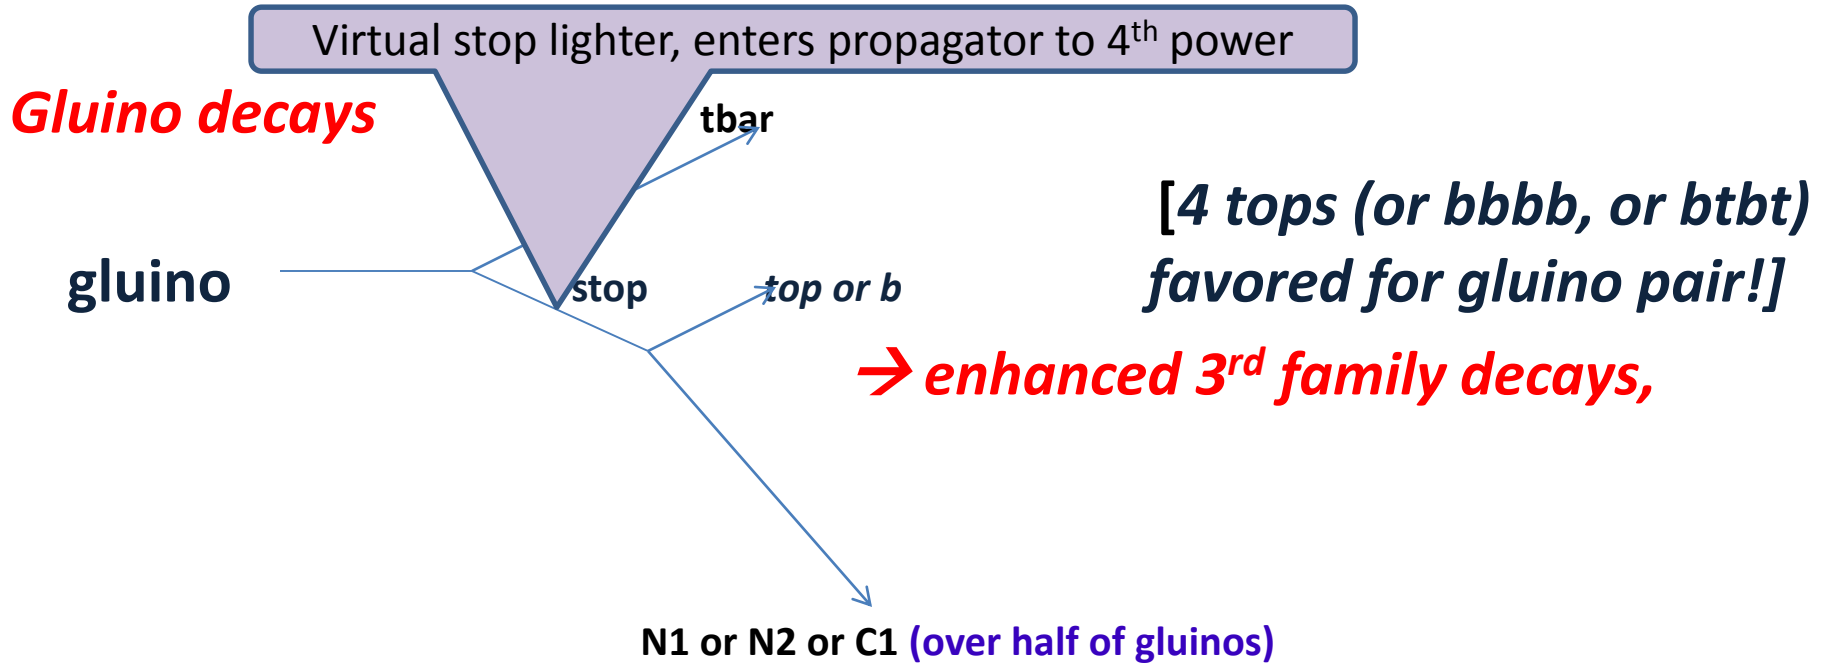 Virtual stop lighter, enters propagator to 4th power
Gluino decays
tbar
[4 tops (or bbbb, or btbt)
favored for gluino pair!]
gluino
stop
top or b
→ enhanced 3rd family decays,
N1 or N2 or C1 (over half of gluinos)